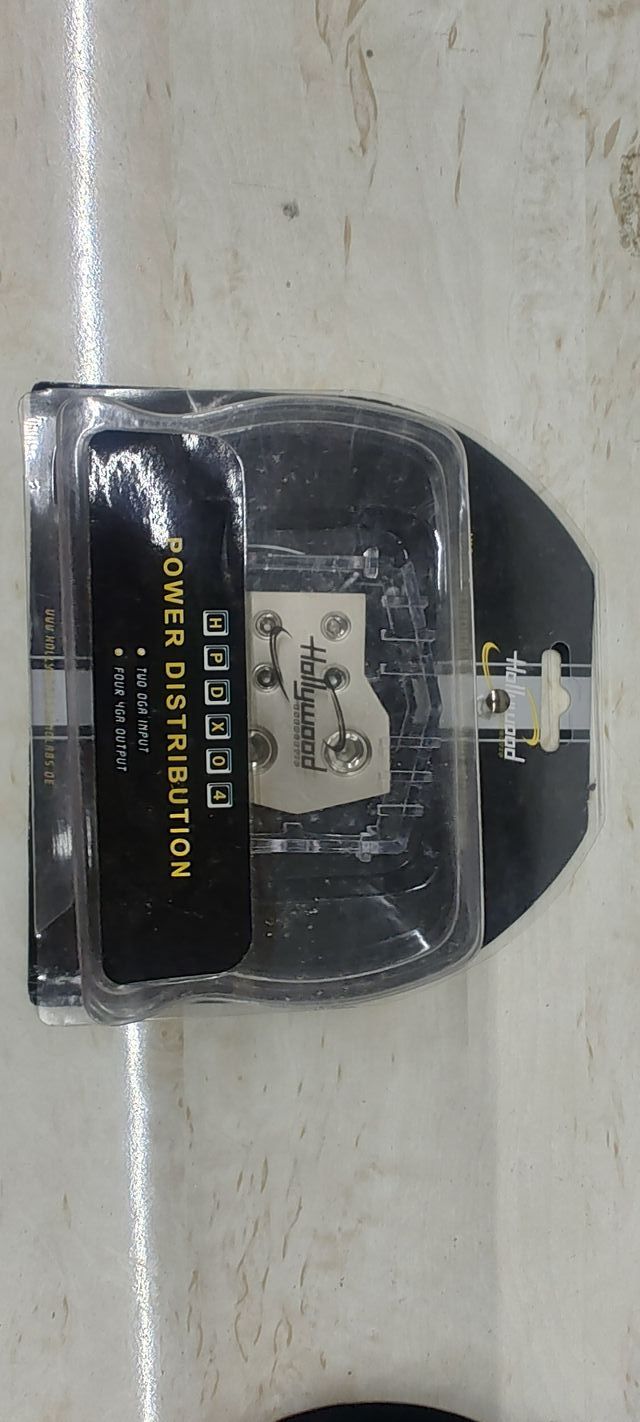 Hollywood
Hollywood
HPDX04
POWER DISTRIBUTION
TWO 0GA INPUT
FOUR 4GA OUTPUT